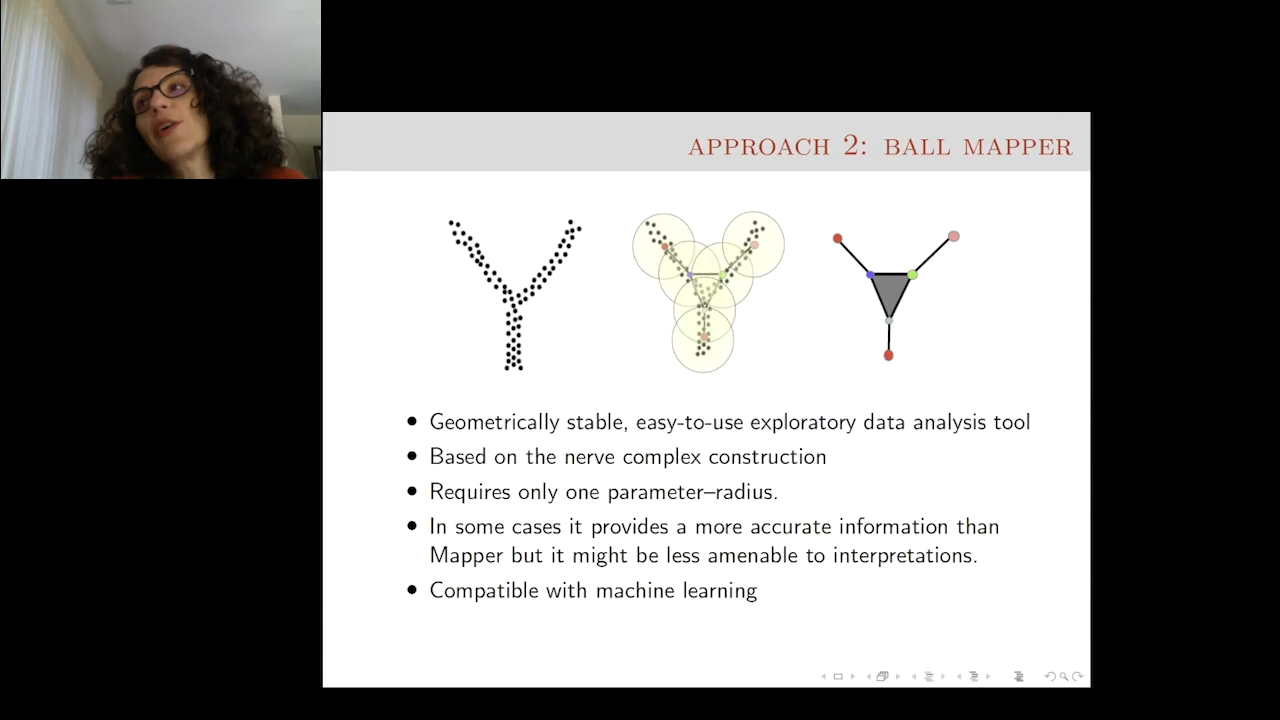 APPROACH 2: BALL MAPPER
• Geometrically stable, easy-to-use exploratory data analysis tool
• Based on the nerve complex construction
• Requires only one parameter–radius.
• In some cases it provides a more accurate information than
Mapper but it might be less amenable to interpretations.
• Compatible with machine learning